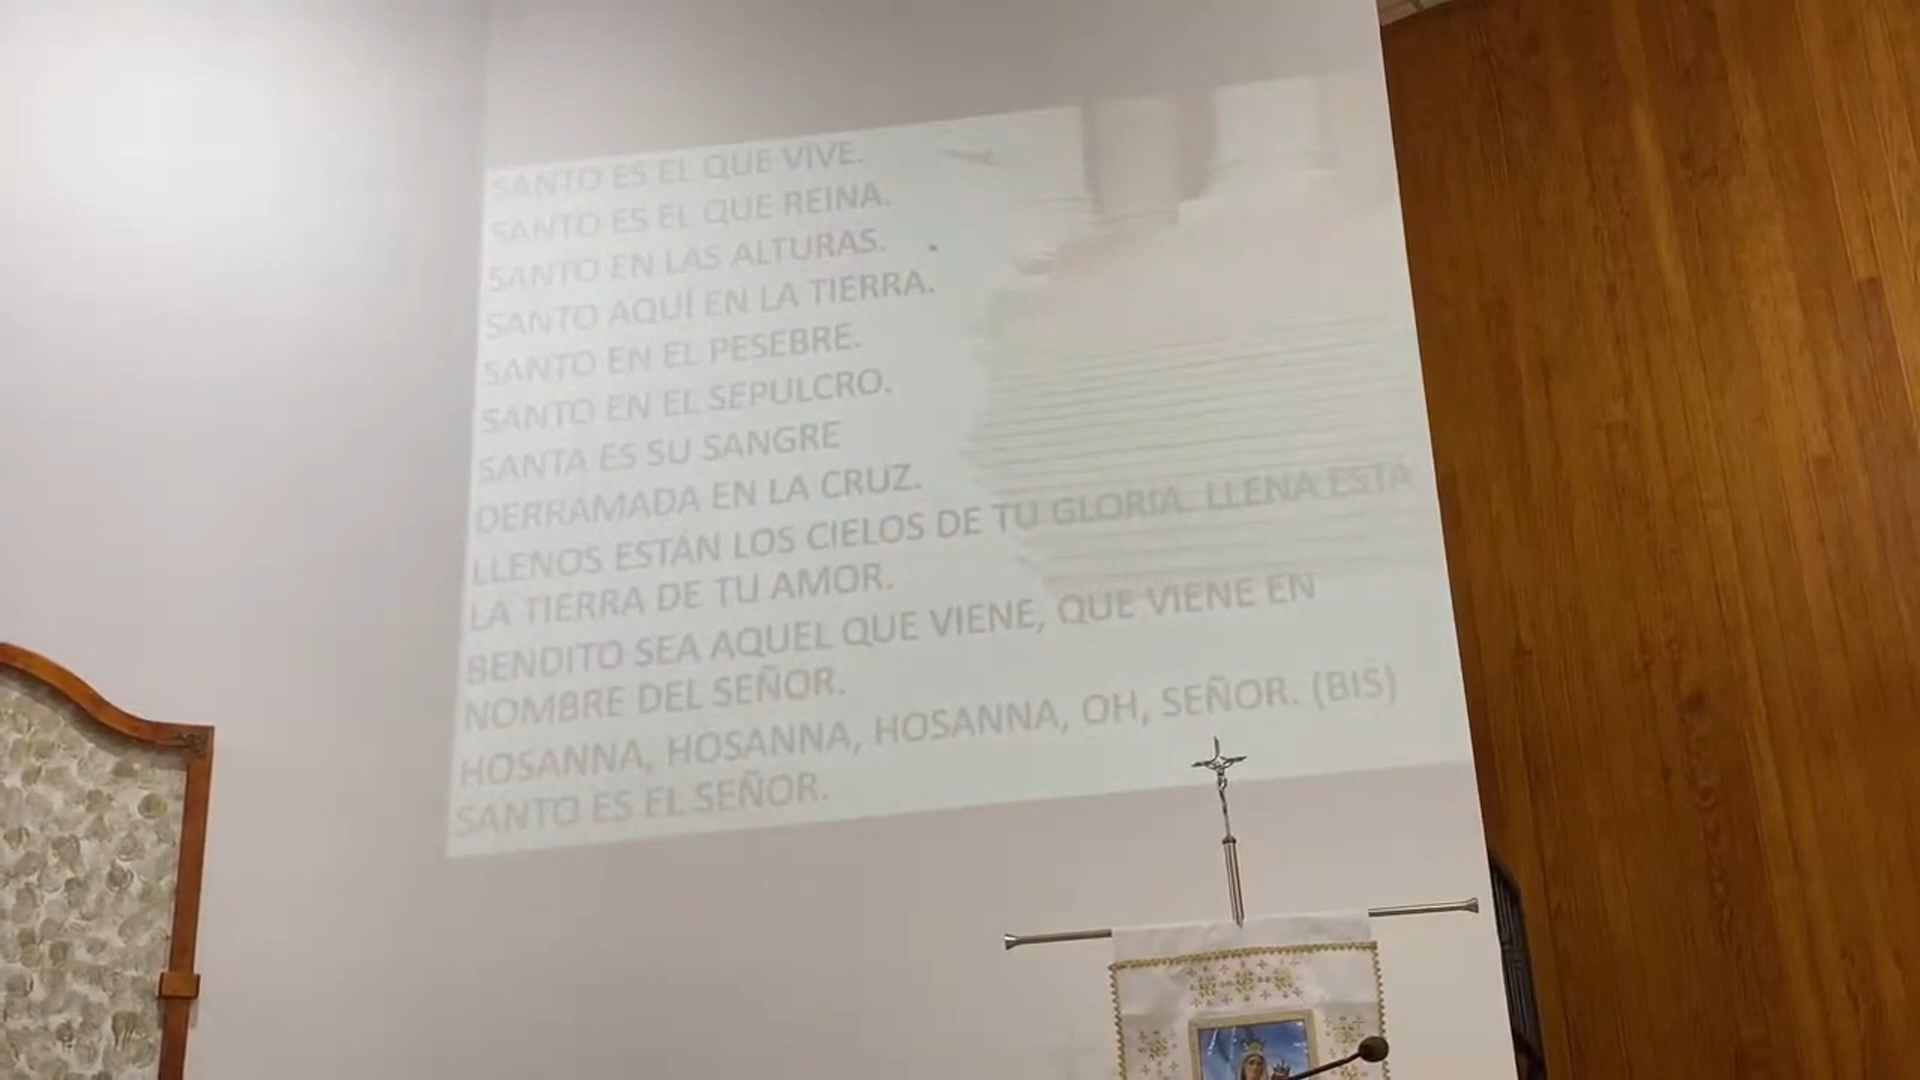 SANTO ES EL QUE VIVE.
SANTO ES EL QUE REINA.
SANTO EN LAS ALTURAS.
SANTO AQUÍ EN LA TIERRA.
SANTO EN EL PESEBRE.
SANTO EN EL SEPULCRO.
SANTA ES SU SANGRE
DERRAMADA EN LA CRUZ.
LLENOS ESTÁN LOS CIELOS DE TU GLORIA. LLENA ESTA
LA TIERRA DE TU AMOR.
BENDITO SEA AQUEL QUE VIENE, QUE VIENE EN
NOMBRE DEL SEÑOR.
HOSANNA, HOSANNA, HOSANNA, OH, SEÑOR. (BIS)
SANTO ES EL SEÑOR.